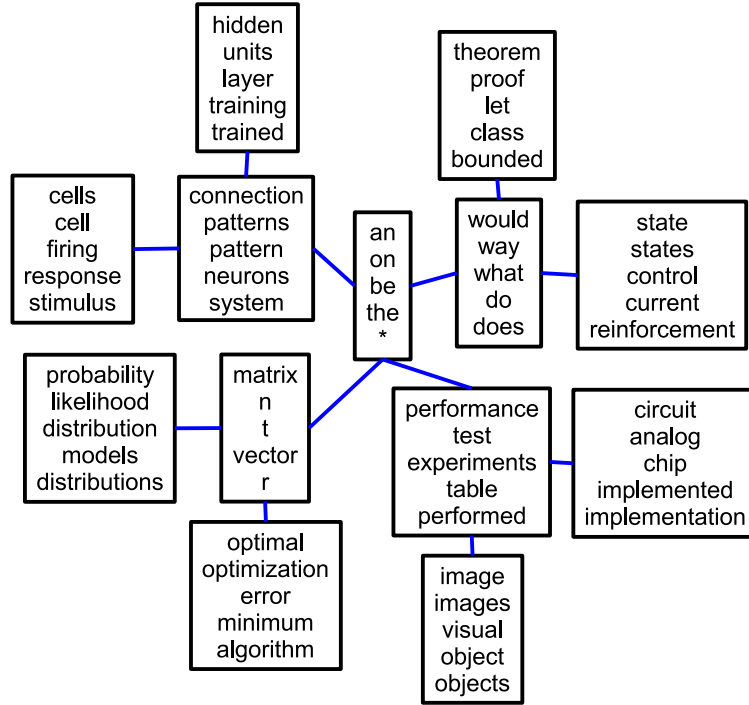 hidden
units
layer
training
trained
theorem
proof
let
class
bounded
cells
cell
firing
response
stimulus
connection
patterns
pattern
neurons
system
an
on
be
the
*
would
way
what
do
does
state
states
control
current
reinforcement
probability
likelihood
distribution
models
distributions
matrix
n
t
vector
r
performance
test
experiments
table
performed
circuit
analog
chip
implemented
implementation
optimal
optimization
error
minimum
algorithm
image
images
visual
object
objects